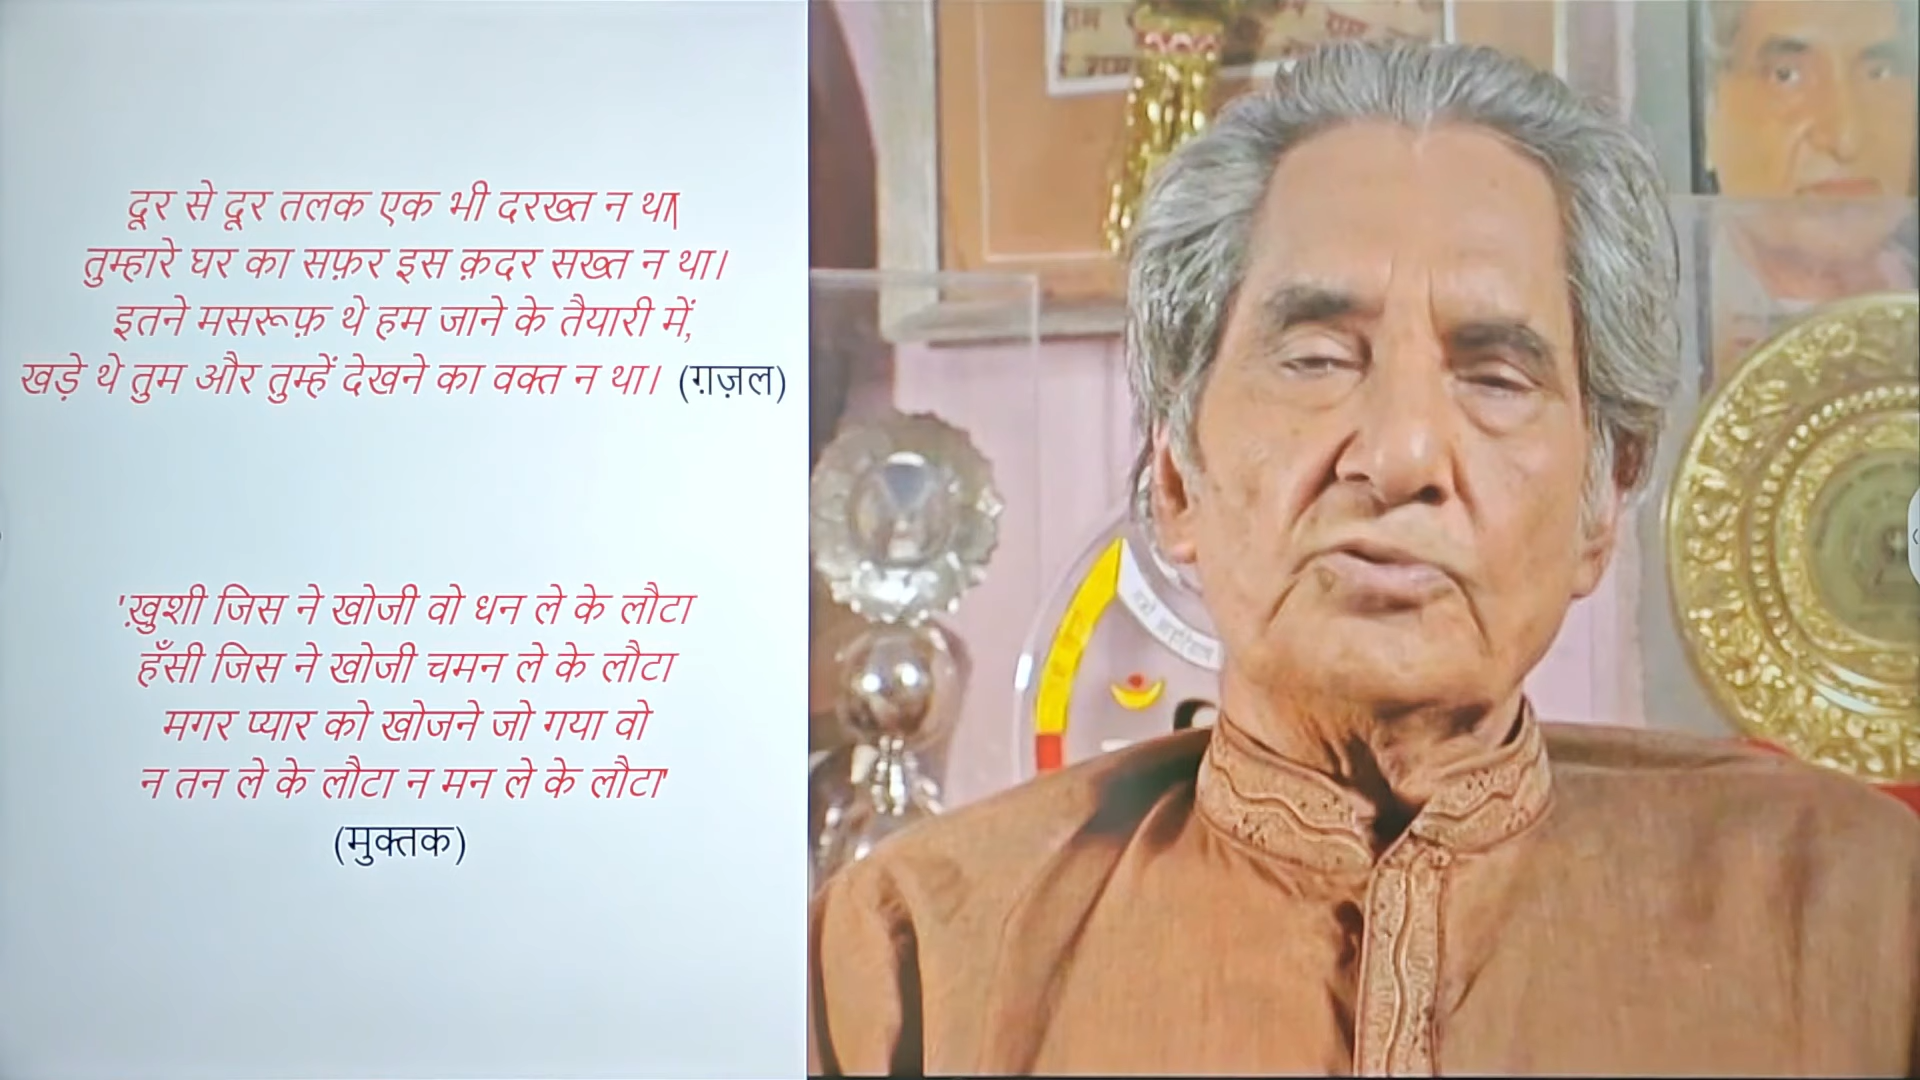 दूर से दूर तलक एक भी दरख्त न था|
तुम्हारे घर का सफ़र इस क़दर सख्त न था।
इतने मसरूफ़ थे हम जाने के तैयारी में,
खड़े थे तुम और तुम्हें देखने का वक्त न था। (ग़ज़ल)
'ख़ुशी जिस ने खोजी वो धन ले के लौटा
हँसी जिस ने खोजी चमन ले के लौटा
मगर प्यार को खोजने जो गया वो
न तन ले के लौटा न मन ले के लौटा'
(मुक्तक)